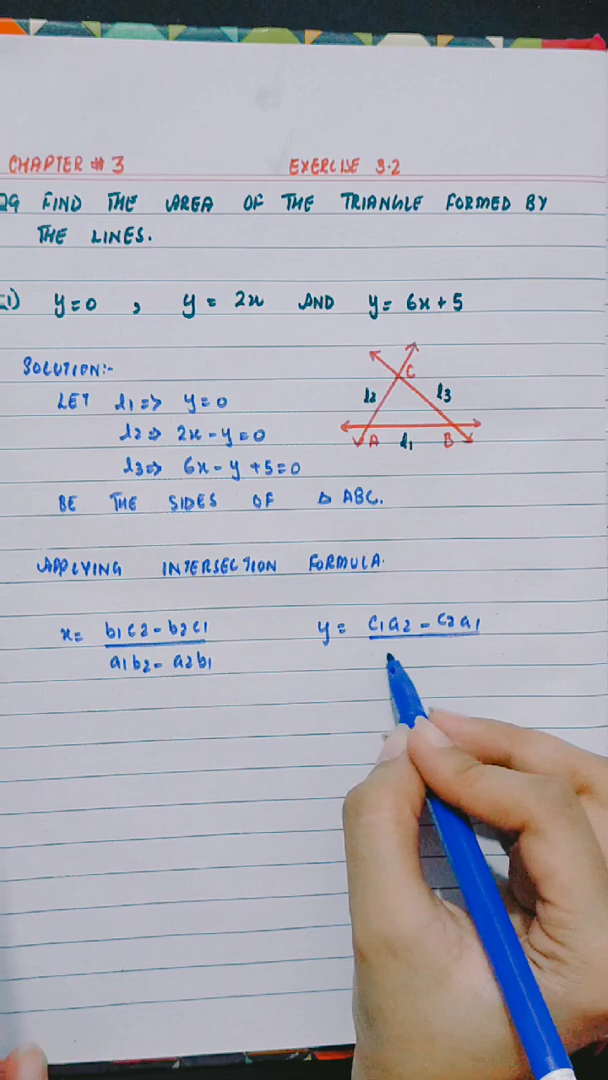 CHAPTER # 3 EXERCISE 3.2
29 FIND THE AREA OF THE TRIANGLE FORMED BY
THE LINES.
i) y=0 , y = 2x AND y= 6x+5
SOLUTION:-
LET l1 => y=0
l2 => 2x-y=0
l3 => 6x-y+5=0
BE THE SIDES OF △ ABC.
C
l2 l3
A l1 B
APPLYING INTERSECTION FORMULA.
x= b1c2-b2c1 y= c1a2-c2a1
a1b2-a2b1